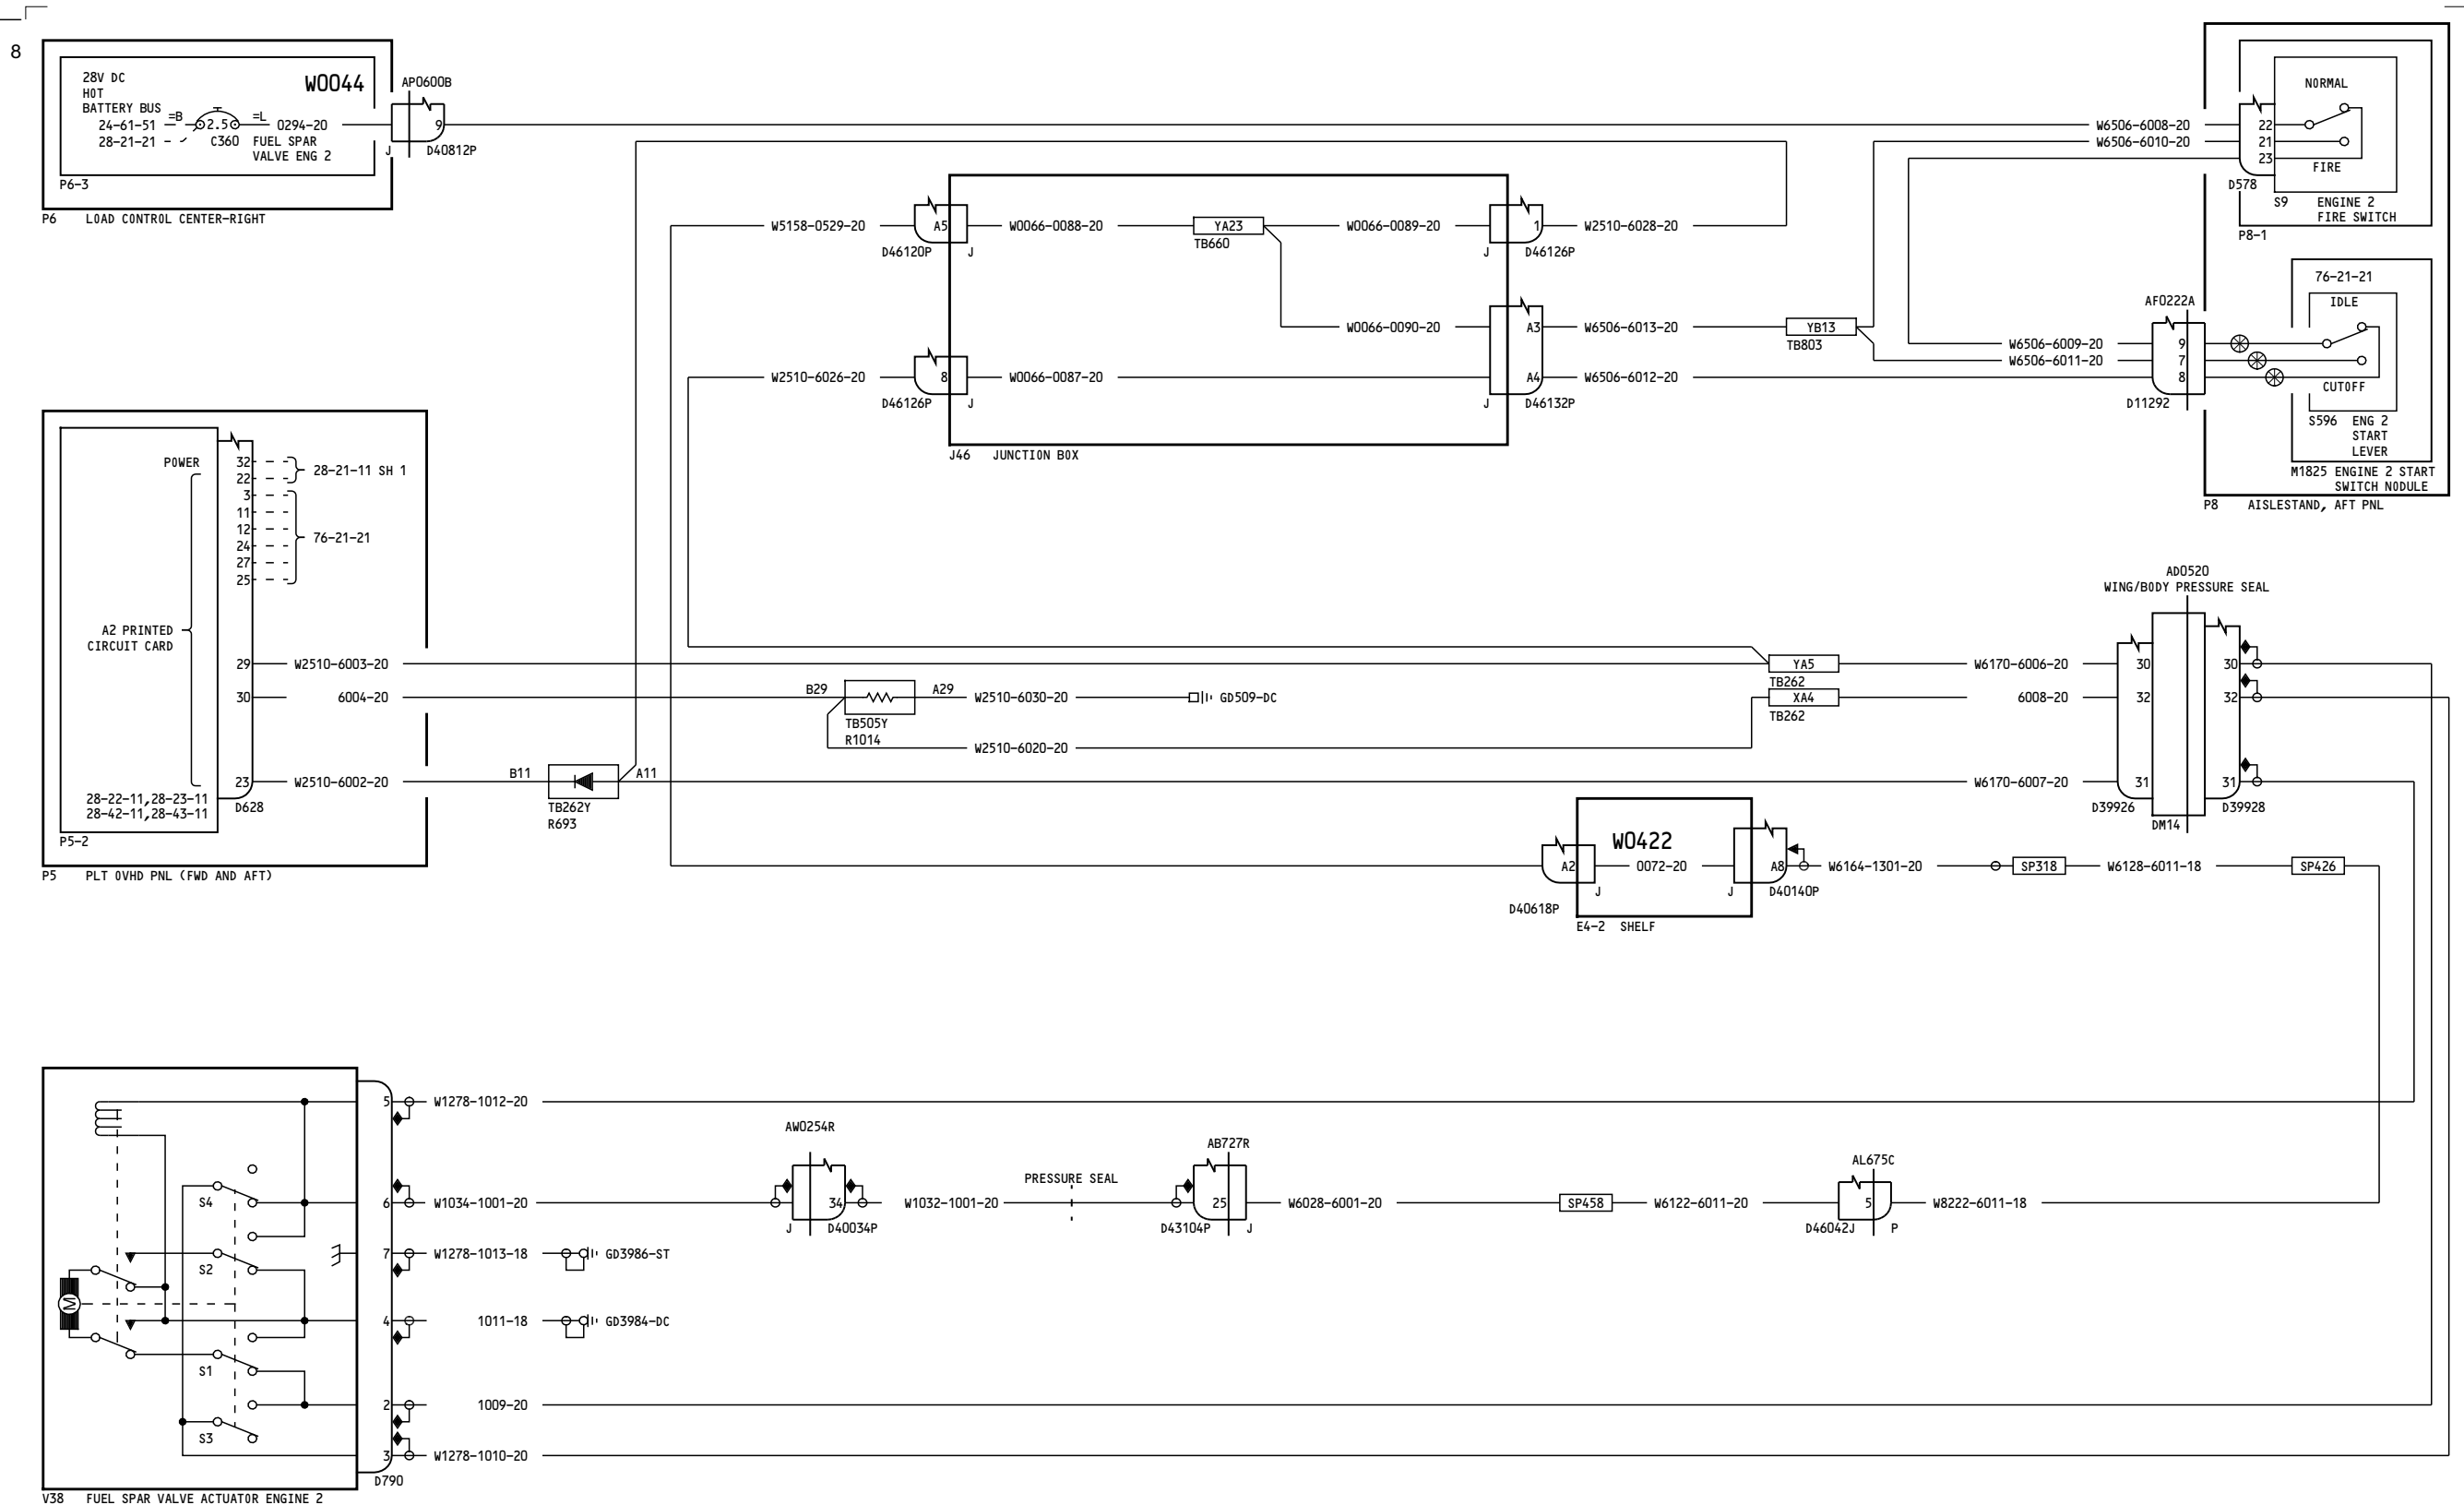 8
28V DC
HOT
BATTERY BUS
24-61-51
28-21-21
=B
2.5
C360
=L
0294-20
FUEL SPAR
VALVE ENG 2
W0044
P6-3
P6 LOAD CONTROL CENTER-RIGHT
AP0600B
9
J
D40812P
W6506-6008-20
W6506-6010-20
22
21
23
D578
NORMAL
FIRE
S9 ENGINE 2
FIRE SWITCH
P8-1
W5158-0529-20
A5
D46120P
J
W0066-0088-20
YA23
TB660
W0066-0089-20
1
J
D46126P
W2510-6028-20
W0066-0090-20
A3
W6506-6013-20
YB13
TB803
W2510-6026-20
8
D46126P
J
W0066-0087-20
A4
J
D46132P
W6506-6012-20
J46 JUNCTION BOX
AF0222A
W6506-6009-20
W6506-6011-20
9
7
8
D11292
76-21-21
IDLE
CUTOFF
S596 ENG 2
START
LEVER
M1825 ENGINE 2 START
SWITCH NODULE
P8 AISLESTAND, AFT PNL
POWER
32
22
28-21-11 SH 1
3
11
12
24
27
25
76-21-21
A2 PRINTED
CIRCUIT CARD
29
W2510-6003-20
30
6004-20
23
W2510-6002-20
28-22-11,28-23-11
28-42-11,28-43-11
D628
P5-2
P5 PLT OVHD PNL (FWD AND AFT)
B29
A29
TB505Y
R1014
W2510-6030-20
GD509-DC
W2510-6020-20
B11
A11
TB262Y
R693
YA5
TB262
XA4
TB262
W6170-6006-20
6008-20
W6170-6007-20
AD0520
WING/BODY PRESSURE SEAL
30
32
31
D39926
DM14
30
32
31
D39928
W0422
A2
J
D40618P
0072-20
A8
J
D40140P
E4-2 SHELF
W6164-1301-20
SP318
W6128-6011-18
SP426
5
W1278-1012-20
S4
6
W1034-1001-20
AW0254R
34
J
D40034P
W1032-1001-20
PRESSURE SEAL
AB727R
25
D43104P
J
W6028-6001-20
SP458
W6122-6011-20
AL675C
5
D46042J
P
W8222-6011-18
S2
7
W1278-1013-18
GD3986-ST
M
4
1011-18
GD3984-DC
S1
2
1009-20
S3
3
W1278-1010-20
D790
V38 FUEL SPAR VALVE ACTUATOR ENGINE 2